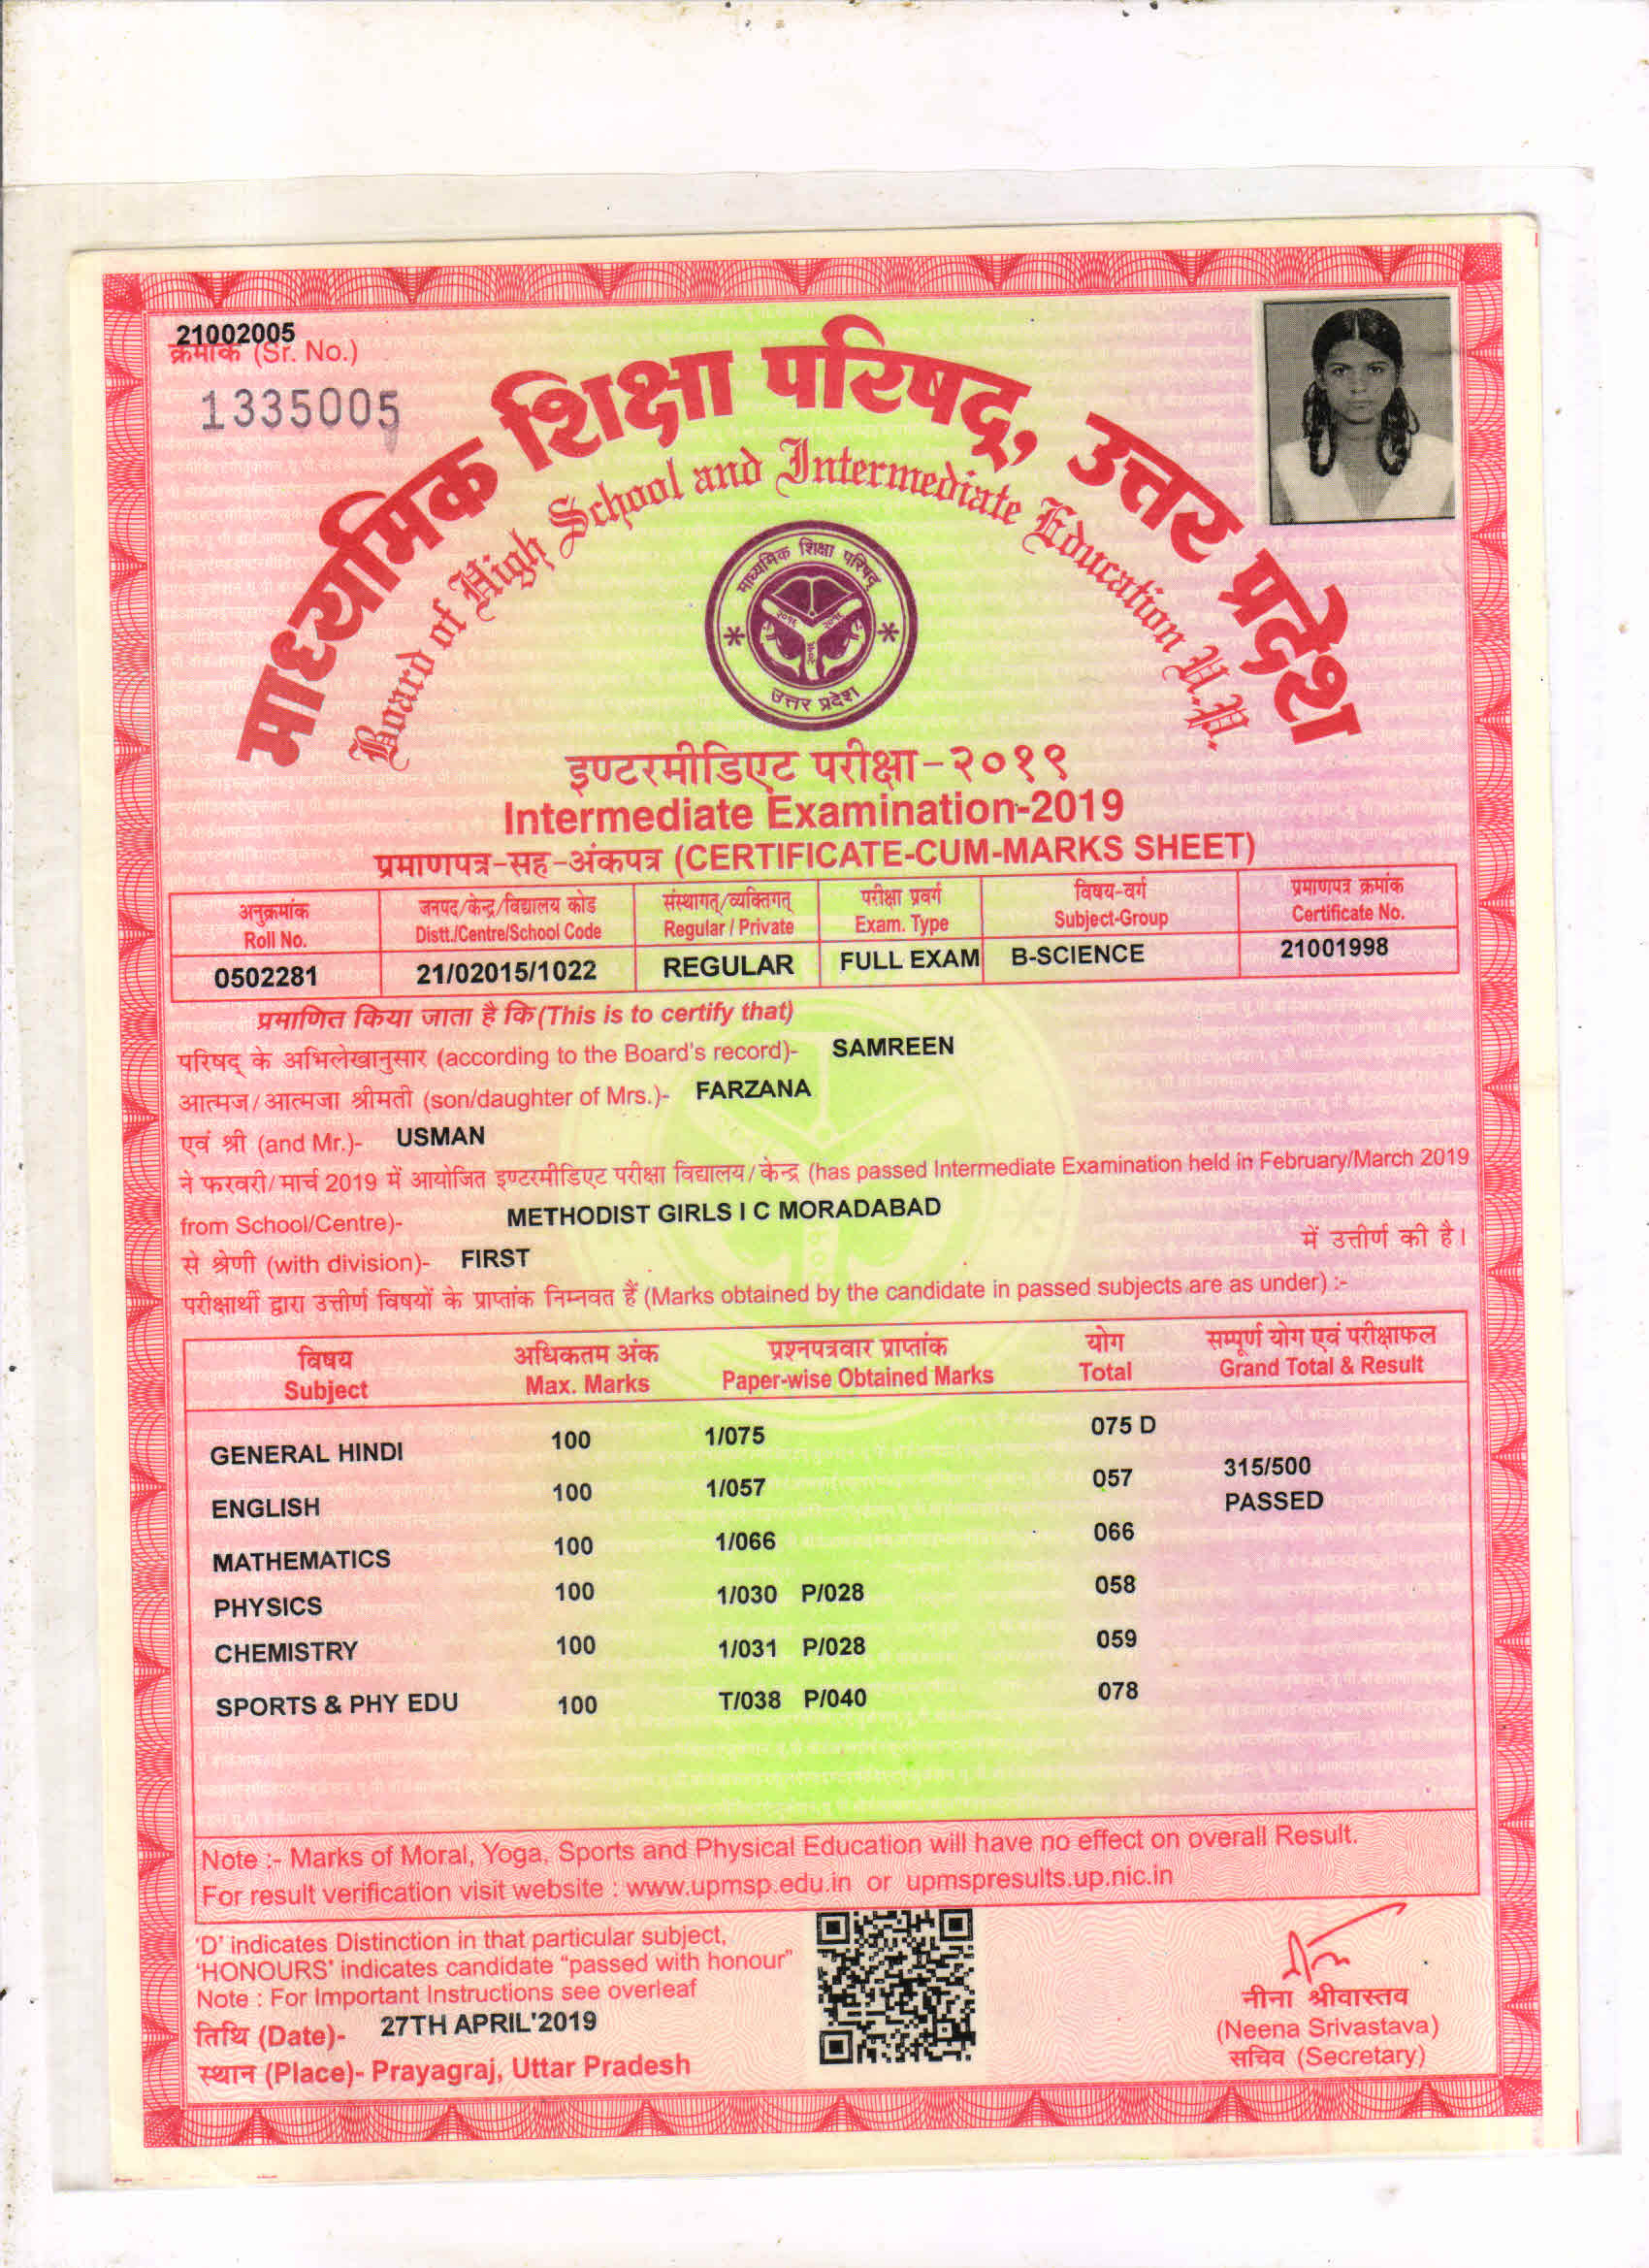 21002005
क्रमांक (Sr. No.)
1335005
माध्यमिक शिक्षा परिषद्, उत्तर प्रदेश
Board of High School and Intermediate Education U.P.
माध्यमिक शिक्षा परिषद्
उत्तर प्रदेश
इण्टरमीडिएट परीक्षा-२०१९
Intermediate Examination-2019
प्रमाणपत्र-सह-अंकपत्र (CERTIFICATE-CUM-MARKS SHEET)
अनुक्रमांक जनपद/केन्द्र/विद्यालय कोड संस्थागत/व्यक्तिगत् परीक्षा प्रवर्ग विषय-वर्ग प्रमाणपत्र क्रमांक
Roll No. Distt./Centre/School Code Regular / Private Exam. Type Subject-Group Certificate No.
0502281 21/02015/1022 REGULAR FULL EXAM B-SCIENCE 21001998
प्रमाणित किया जाता है कि (This is to certify that)
परिषद् के अभिलेखानुसार (according to the Board's record)- SAMREEN
आत्मज/आत्मजा श्रीमती (son/daughter of Mrs.)- FARZANA
एवं श्री (and Mr.)- USMAN
ने फरवरी/मार्च 2019 में आयोजित इण्टरमीडिएट परीक्षा विद्यालय/केन्द्र (has passed Intermediate Examination held in February/March 2019
from School/Centre)- METHODIST GIRLS I C MORADABAD
में उत्तीर्ण की है।
से श्रेणी (with division)- FIRST
परीक्षार्थी द्वारा उत्तीर्ण विषयों के प्राप्तांक निम्नवत हैं (Marks obtained by the candidate in passed subjects are as under) :-
विषय अधिकतम अंक प्रश्नपत्रवार प्राप्तांक योग सम्पूर्ण योग एवं परीक्षाफल
Subject Max. Marks Paper-wise Obtained Marks Total Grand Total & Result
GENERAL HINDI 100 1/075 075 D
ENGLISH 100 1/057 057 315/500
PASSED
MATHEMATICS 100 1/066 066
PHYSICS 100 1/030 P/028 058
CHEMISTRY 100 1/031 P/028 059
SPORTS & PHY EDU 100 T/038 P/040 078
Note :- Marks of Moral, Yoga, Sports and Physical Education will have no effect on overall Result.
For result verification visit website : www.upmsp.edu.in or upmspresults.up.nic.in
'D' indicates Distinction in that particular subject,
'HONOURS' indicates candidate "passed with honour"
Note : For Important Instructions see overleaf
तिथि (Date)- 27TH APRIL'2019
स्थान (Place)- Prayagraj, Uttar Pradesh
नीना श्रीवास्तव
(Neena Srivastava)
सचिव (Secretary)